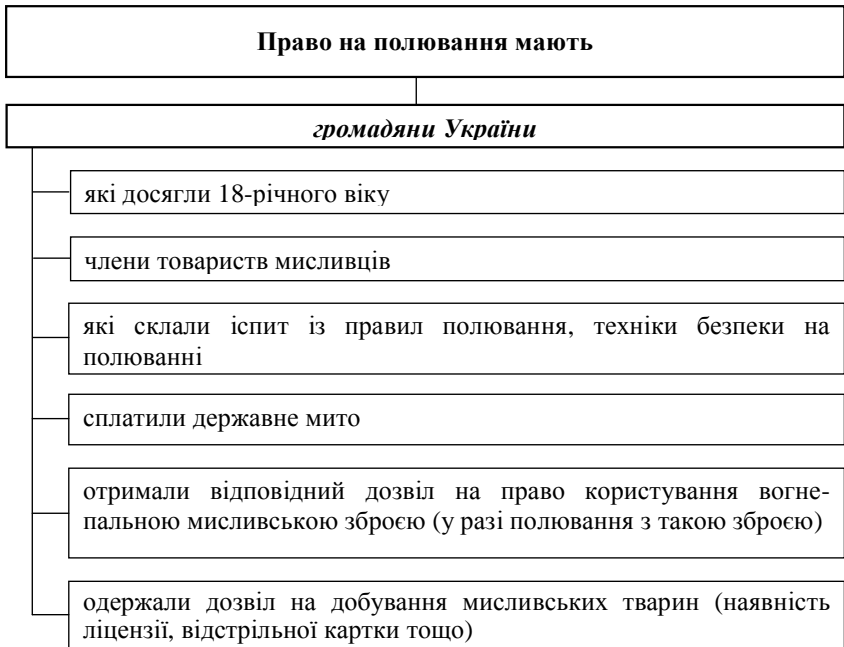 Право на полювання мають
громадяни України
які досягли 18-річного віку
члени товариств мисливців
які склали іспит із правил полювання, техніки безпеки на
полюванні
сплатили державне мито
отримали відповідний дозвіл на право користування вогне-
пальною мисливською зброєю (у разі полювання з такою зброєю)
одержали дозвіл на добування мисливських тварин (наявність
ліцензії, відстрільної картки тощо)